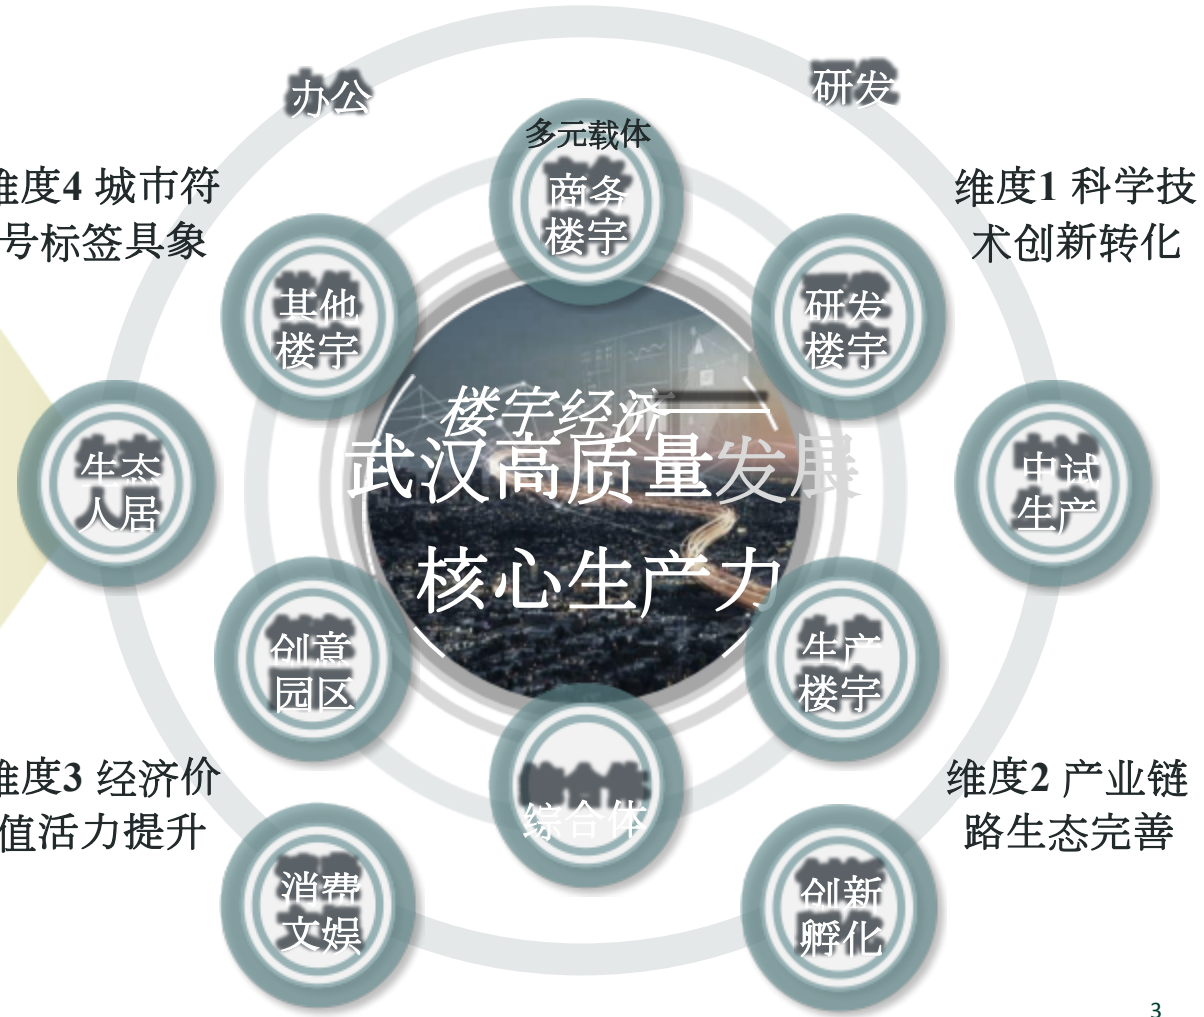 办公
研发
多元载体
商务
楼宇
维度4 城市符
号标签具象
维度1 科学技
术创新转化
其他
楼宇
研发
楼宇
楼宇经济——
武汉高质量发展
核心生产力
生态
人居
中试
生产
创意
园区
生产
楼宇
维度3 经济价
值活力提升
综合体
维度2 产业链
路生态完善
消费
文娱
创新
孵化
3